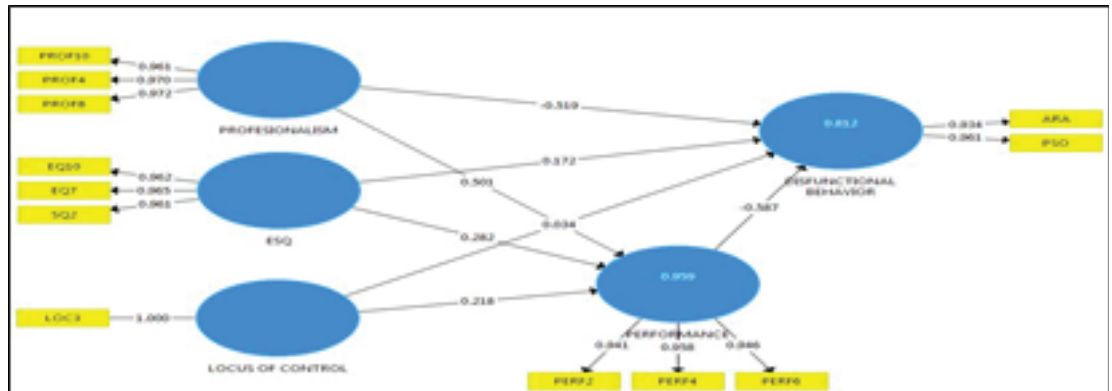 PROF10
0.961
PROF4
0.970
PROF8
0.972
PROFESIONALISM
-0.519
0.812
0.934
ARA
0.961
PSO
DISFUNCTIONAL
BEHAVIOR
EQ10
0.962
EQ7
0.965
SQ2
0.961
ESQ
0.172
0.501
0.034
-0.587
0.282
0.959
LOC3
1.000
0.218
LOCUS OF CONTROL
PERFORMANCE
0.941
0.958
0.946
PERF2
PERF4
PERF6